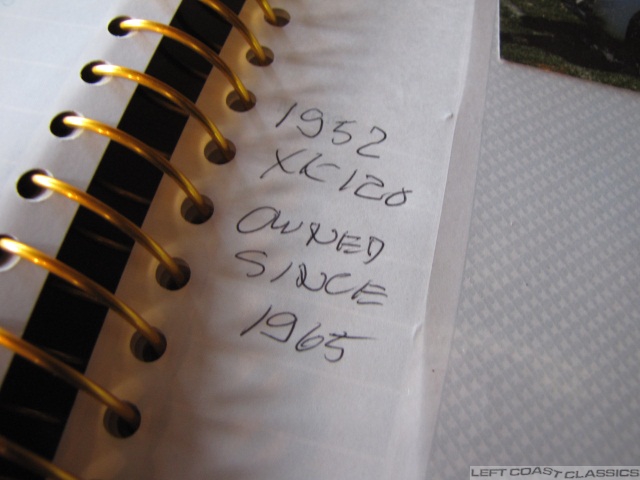 1952
XK120
OWNED
SINCE
1965
LEFT COAST CLASSICS